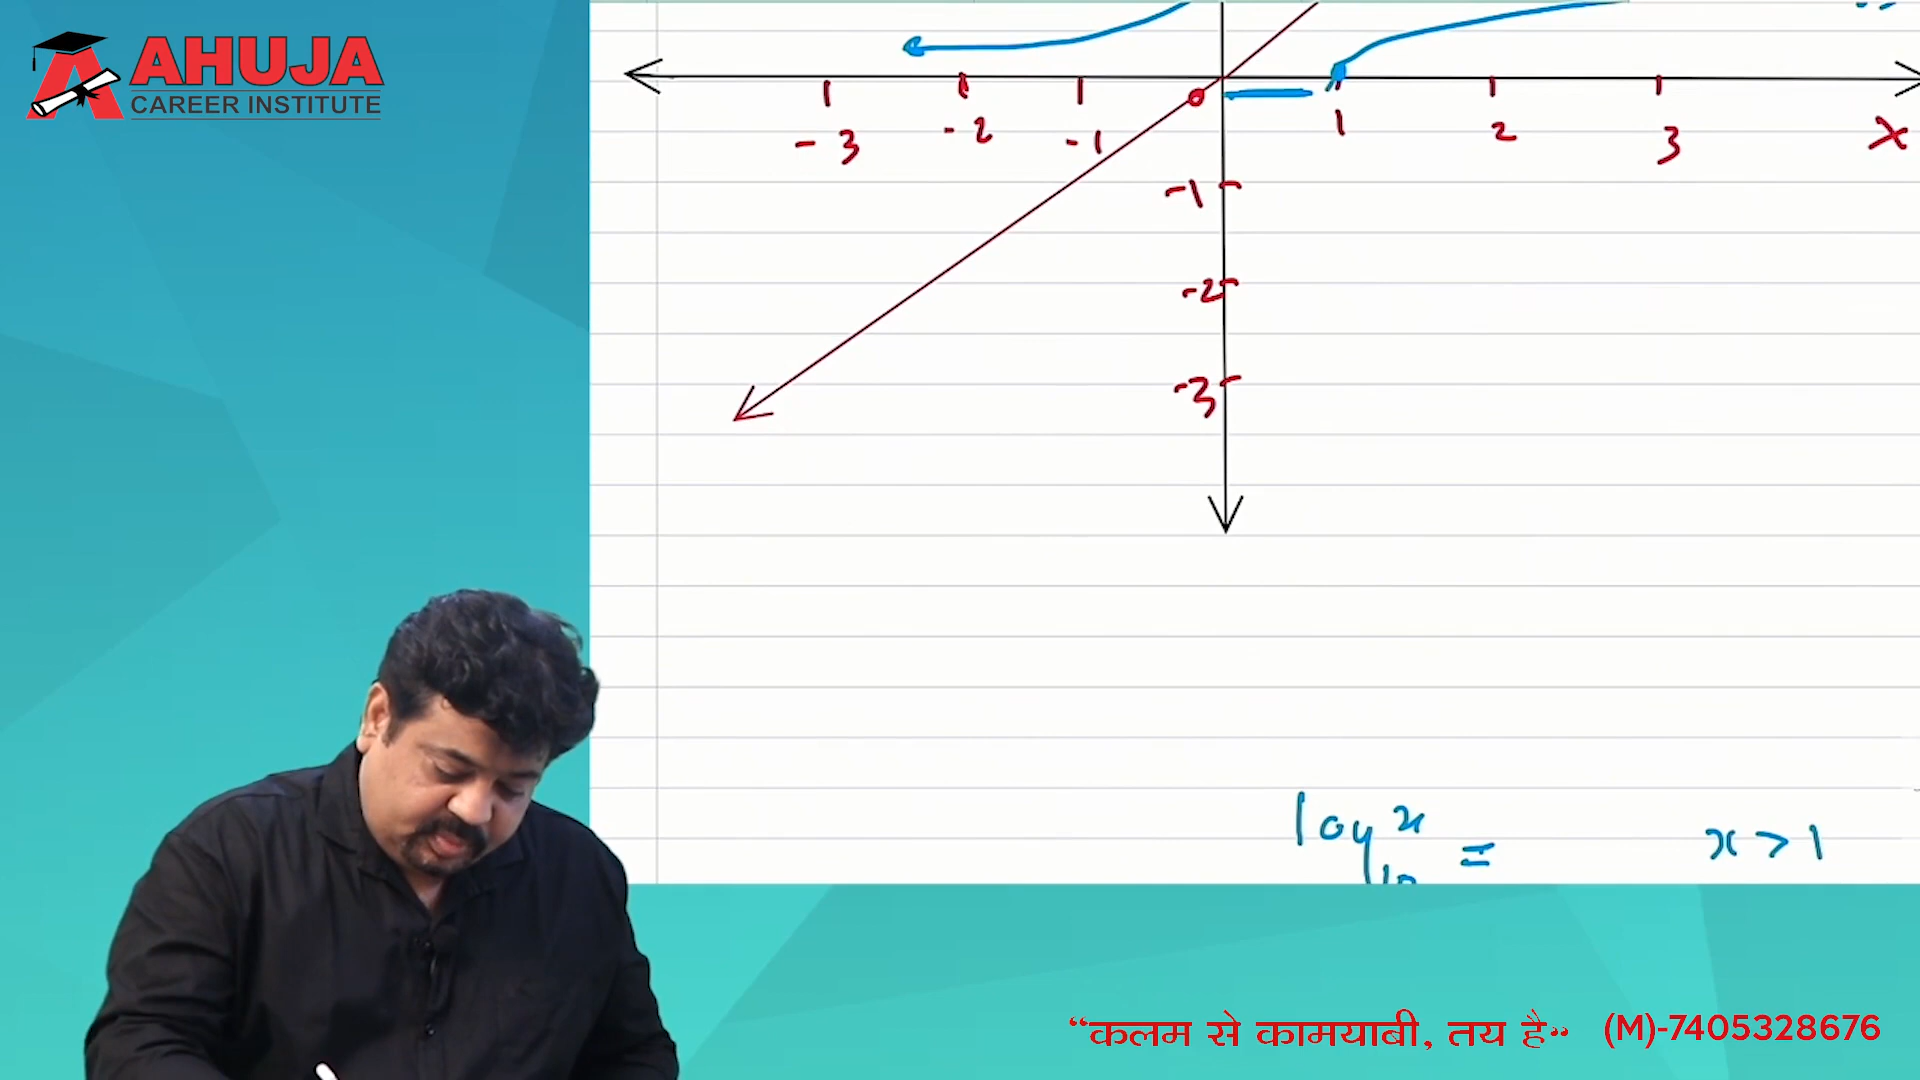 AHUJA
CAREER INSTITUTE
-3 -2 -1 1 2 3 X
-1
-2
-3
log x = x > 1
10
“कलम से कामयाबी, तय है” (M)-7405328676